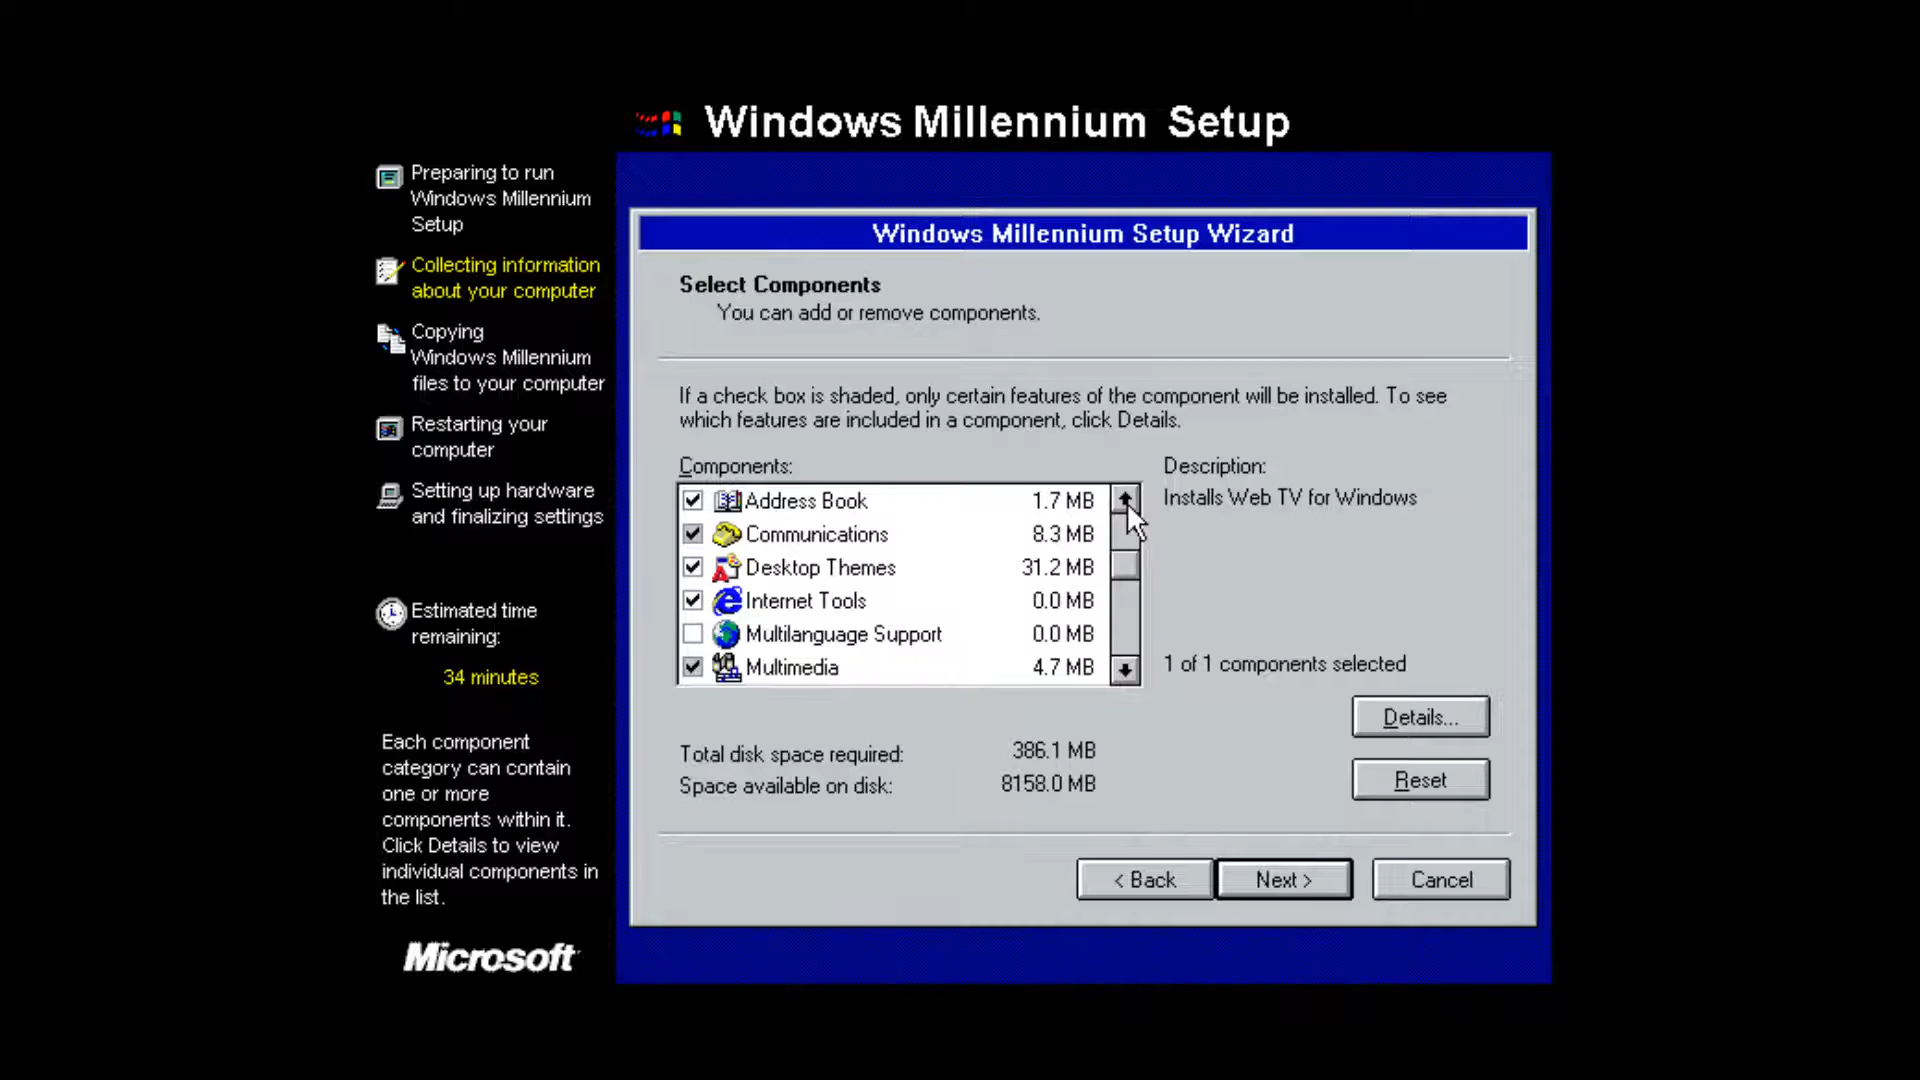 Windows Millennium Setup
Preparing to run
Windows Millennium
Setup
Collecting information
about your computer
Copying
Windows Millennium
files to your computer
Restarting your
computer
Setting up hardware
and finalizing settings
Estimated time
remaining:
34 minutes
Each component
category can contain
one or more
components within it.
Click Details to view
individual components in
the list.
Microsoft
Windows Millennium Setup Wizard
Select Components
You can add or remove components.
If a check box is shaded, only certain features of the component will be installed. To see
which features are included in a component, click Details.
Components:
Address Book 1.7 MB
Communications 8.3 MB
Desktop Themes 31.2 MB
Internet Tools 0.0 MB
Multilanguage Support 0.0 MB
Multimedia 4.7 MB
Description:
Installs Web TV for Windows
1 of 1 components selected
Details...
Total disk space required: 386.1 MB
Space available on disk: 8158.0 MB
Reset
< Back
Next >
Cancel